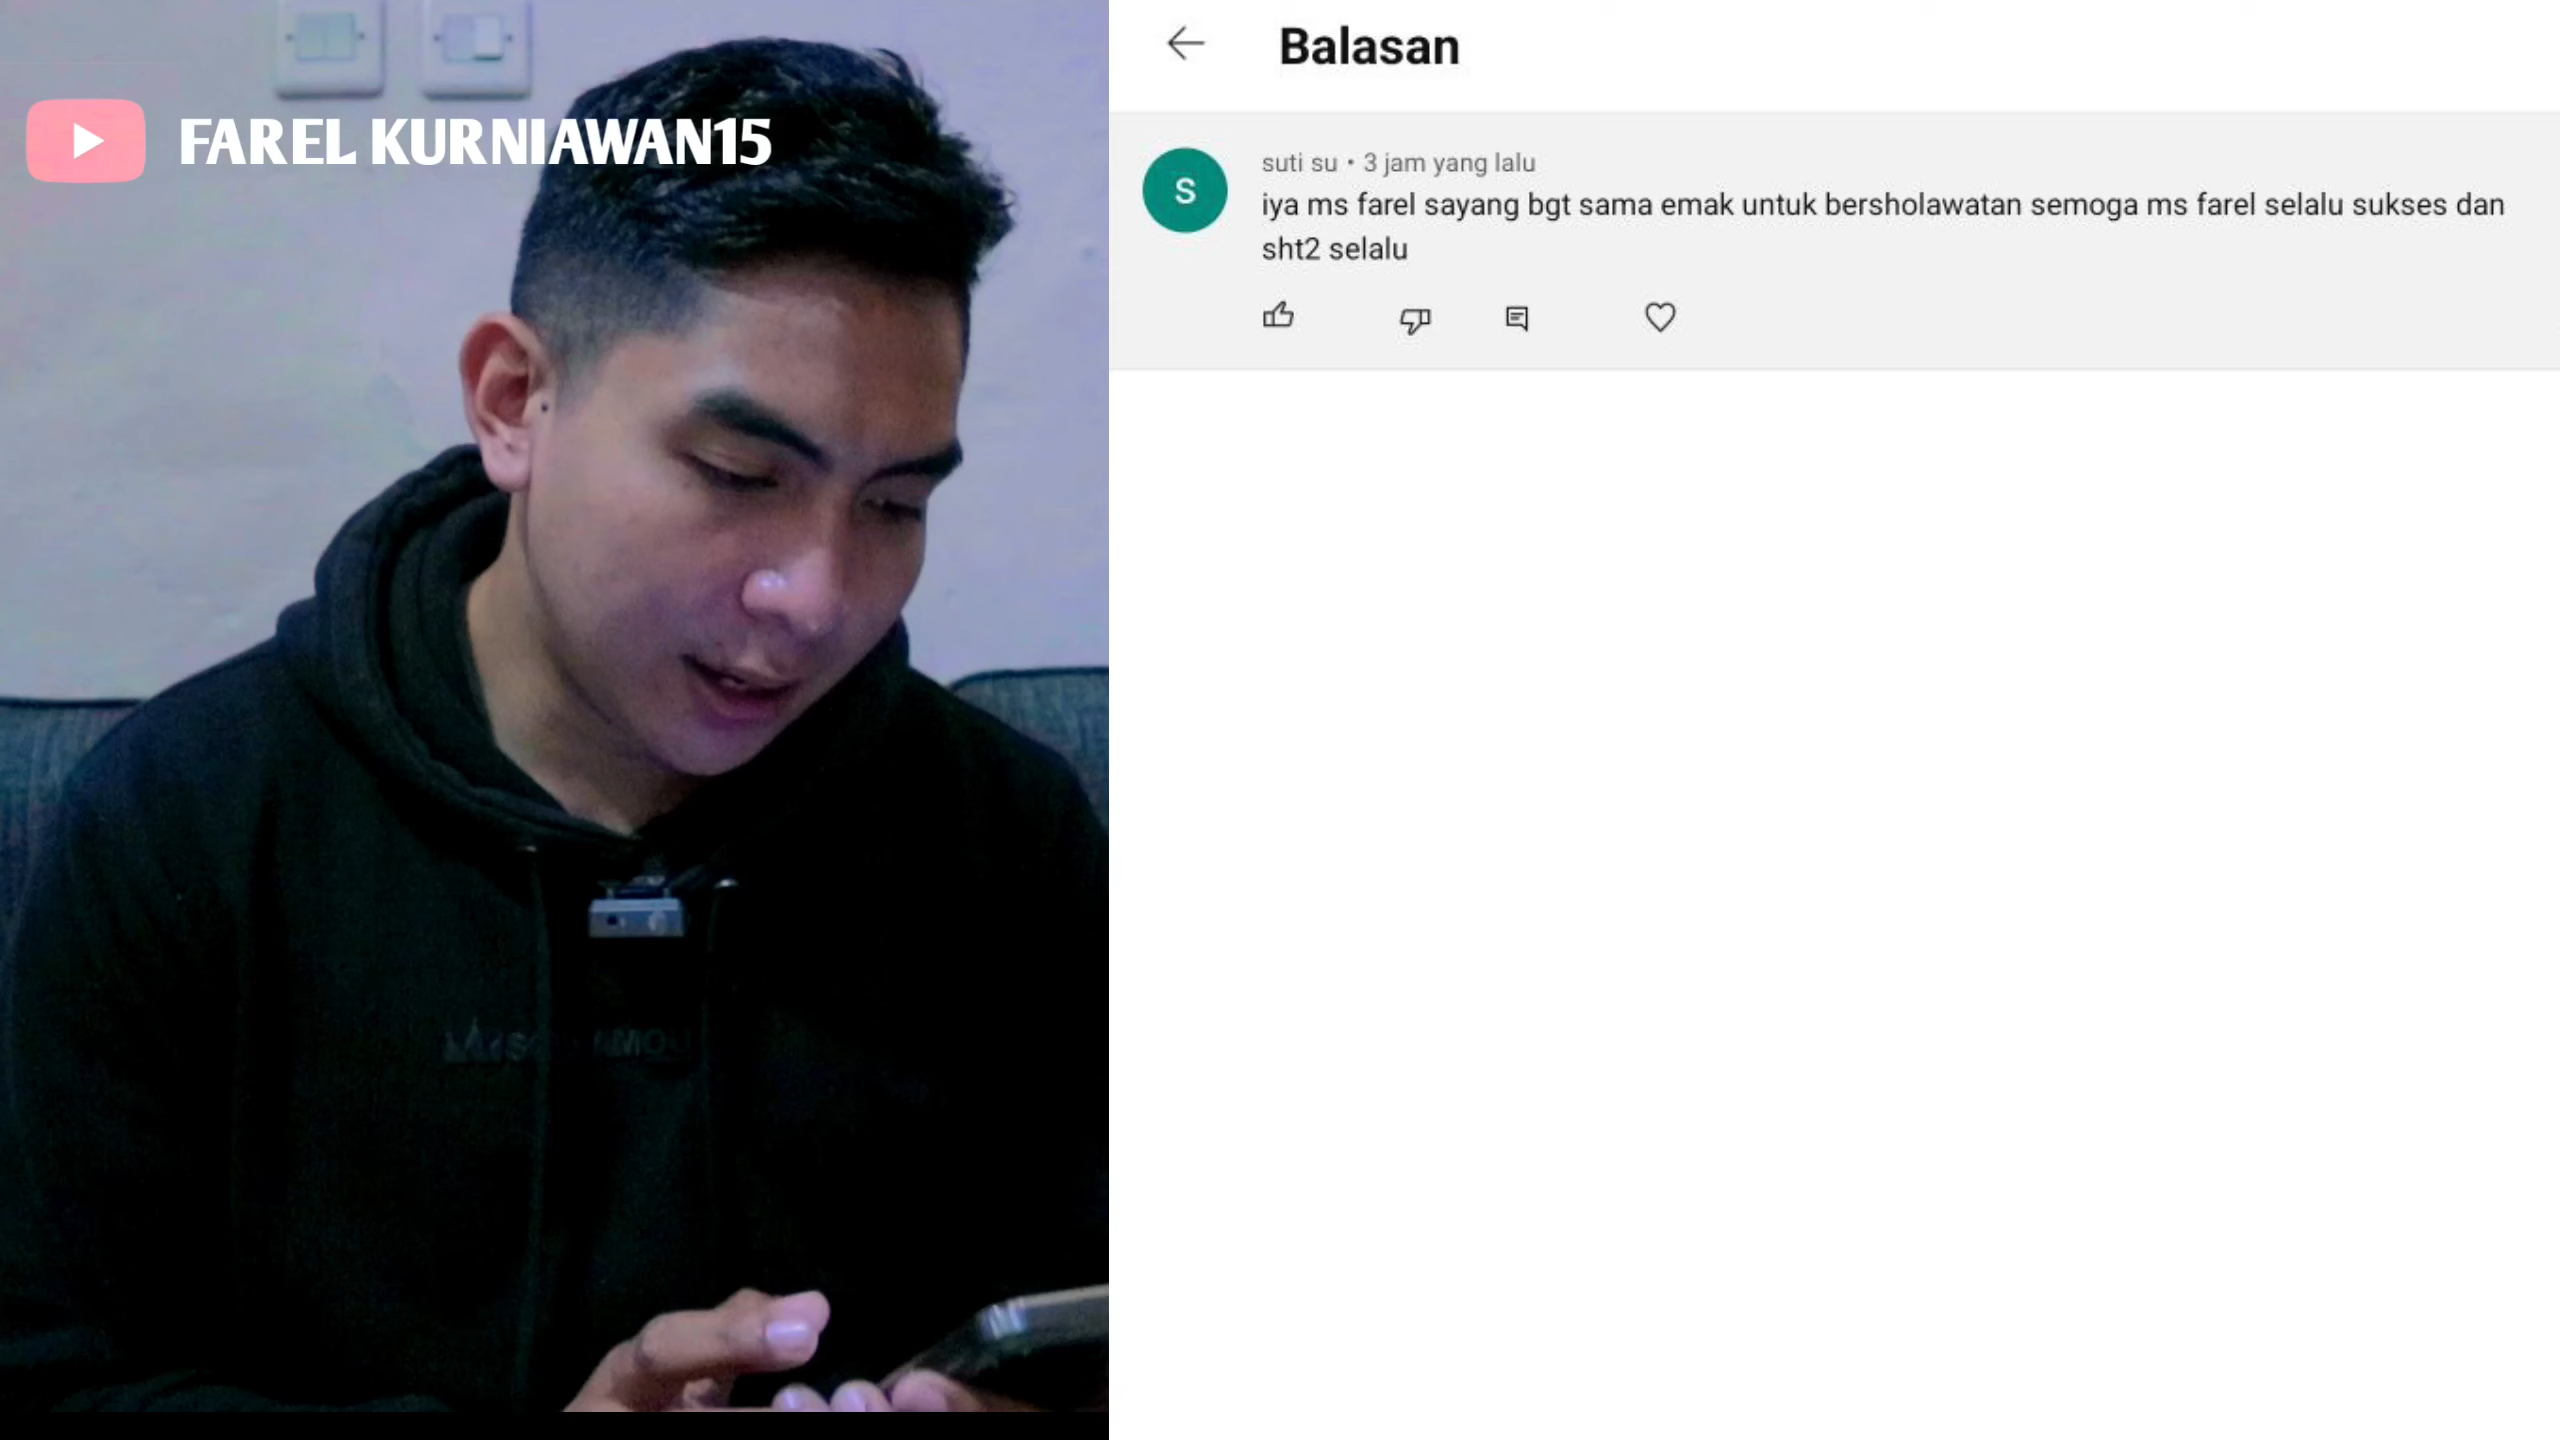 FAREL KURNIAWAN15
Balasan
S
suti su • 3 jam yang lalu
iya ms farel sayang bgt sama emak untuk bersholawatan semoga ms farel selalu sukses dan
sht2 selalu